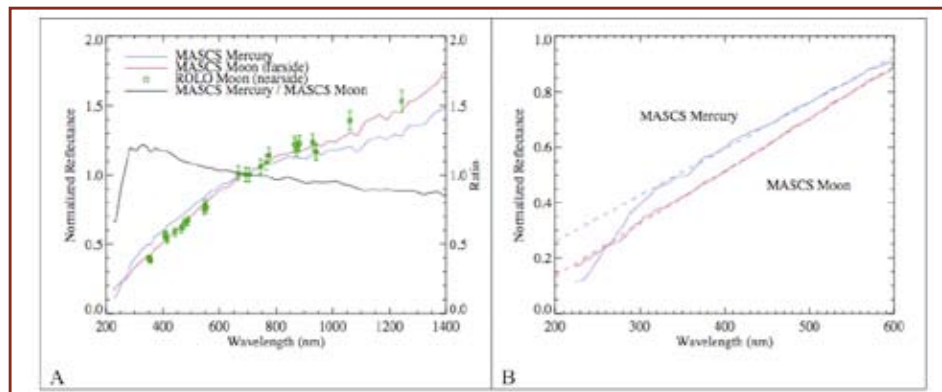 2.0
1.5
1.0
0.5
0.0
Normalized Reflectance
MASCS Mercury
MASCS Moon (farside)
ROLO Moon (nearside)
MASCS Mercury / MASCS Moon
2.0
1.5
1.0
0.5
0.0
Ratio
200 400 600 800 1000 1200 1400
Wavelength (nm)
A
1.0
0.8
0.6
0.4
0.2
0.0
Normalized Reflectance
MASCS Mercury
MASCS Moon
200 300 400 500 600
Wavelength (nm)
B